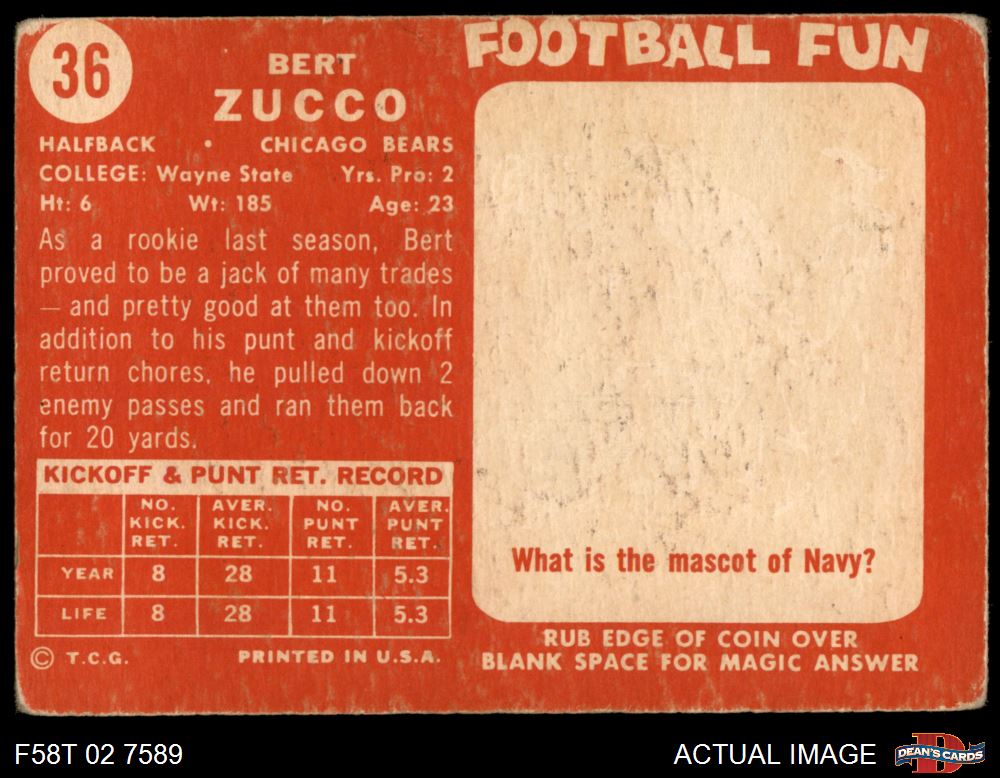 36
BERT
ZUCCO
HALFBACK • CHICAGO BEARS
COLLEGE: Wayne State Yrs. Pro: 2
Ht: 6 Wt: 185 Age: 23
As a rookie last season, Bert
proved to be a jack of many trades
— and pretty good at them too. In
addition to his punt and kickoff
return chores, he pulled down 2
enemy passes and ran them back
for 20 yards.
KICKOFF & PUNT RET. RECORD
NO. KICK. RET. AVER. KICK. RET. NO. PUNT RET. AVER. PUNT RET.
YEAR 8 28 11 5.3
LIFE 8 28 11 5.3
© T.C.G. PRINTED IN U.S.A.
FOOTBALL FUN
What is the mascot of Navy?
RUB EDGE OF COIN OVER
BLANK SPACE FOR MAGIC ANSWER
F58T 02 7589 ACTUAL IMAGE
DEAN'S CARDS